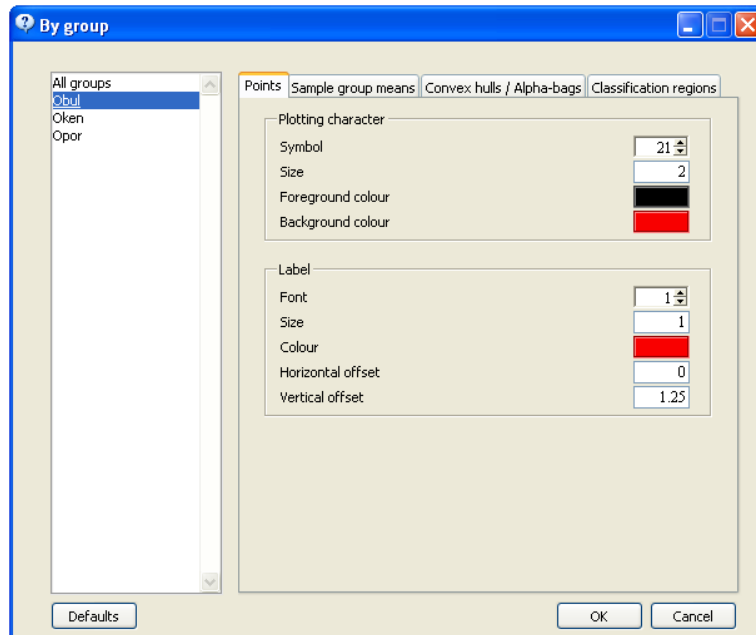 By group
All groups
Obul
Oken
Opor
Points Sample group means Convex hulls / Alpha-bags Classification regions
Plotting character
Symbol 21
Size 2
Foreground colour
Background colour
Label
Font 1
Size 1
Colour
Horizontal offset 0
Vertical offset 1.25
Defaults OK Cancel